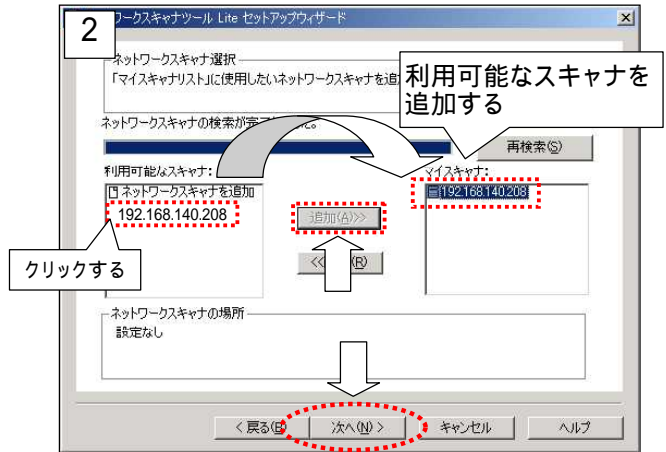 2
ワークスキャナツール Lite セットアップウィザード
ネットワークスキャナ選択
「マイスキャナリスト」に使用したいネットワークスキャナを追
利用可能なスキャナを
追加する
ネットワークスキャナの検索が完了
再検索(S)
利用可能なスキャナ:
マイスキャナ:
ネットワークスキャナを追加
192.168.140.208
192.168.140.208
追加(A)>>
クリックする
<< (R)
ネットワークスキャナの場所
設定なし
< 戻る(B)
次へ(N) >
キャンセル
ヘルプ